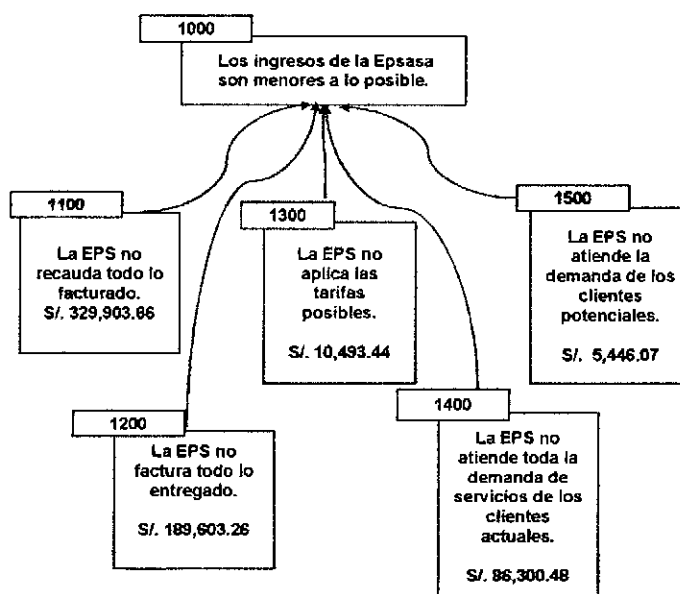 1000
Los ingresos de la Epsasa
son menores a lo posible.
1100
La EPS no
recauda todo lo
facturado.
S/. 329,903.86
1200
La EPS no
factura todo lo
entregado.
S/. 189,603.26
1300
La EPS no
aplica las
tarifas
posibles.
S/. 10,493.44
1400
La EPS no
atiende toda la
demanda de
servicios de los
clientes
actuales.
S/. 86,300.48
1500
La EPS no
atiende la
demanda de los
clientes
potenciales.
S/. 5,446.07